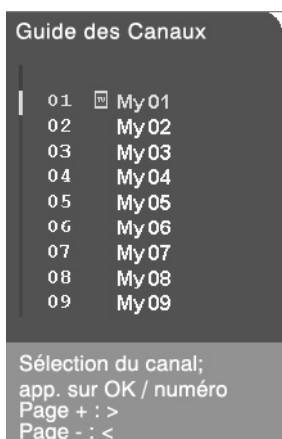 Guide des Canaux
01 TV My01
02 My02
03 My03
04 My04
05 My05
06 My06
07 My07
08 My08
09 My09
Sélection du canal;
app. sur OK / numéro
Page + : >
Page - : <